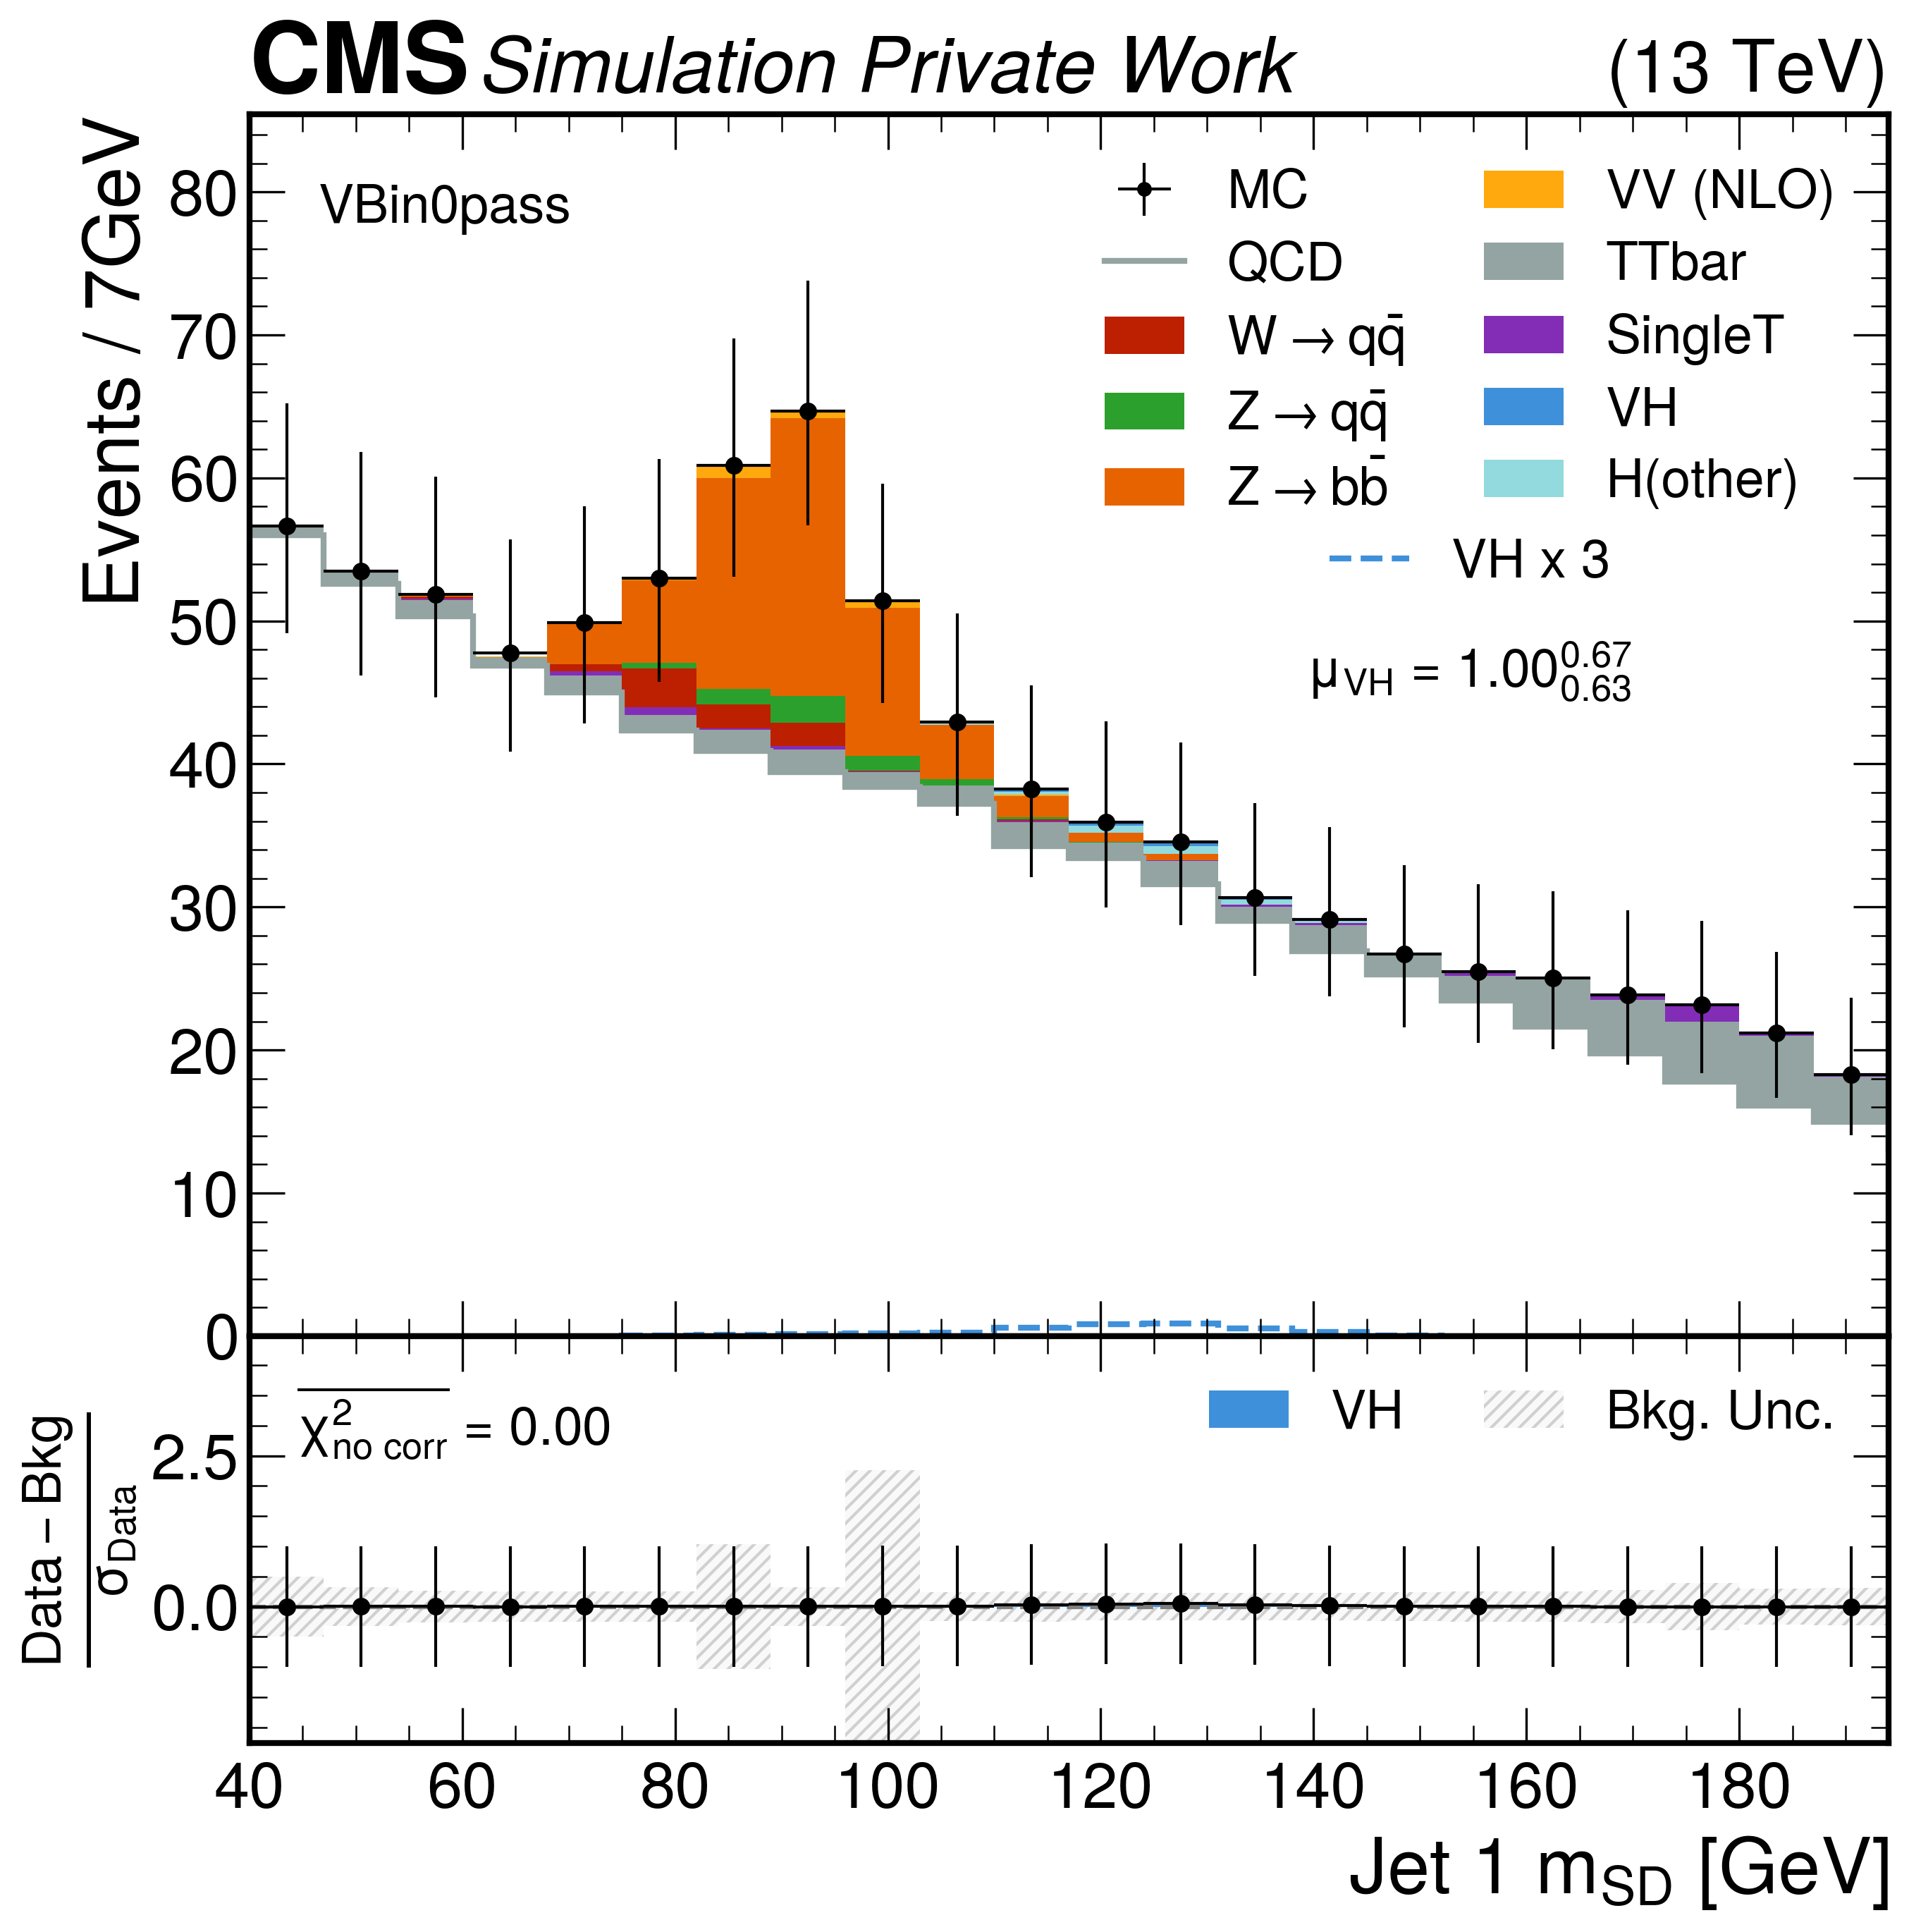 CMS Simulation Private Work (13 TeV)
Events / 7GeV
80
70
60
50
40
30
20
10
0
VBin0pass
MC
QCD
W → qq̄
Z → qq̄
Z → bb̄
VV (NLO)
TTbar
SingleT
VH
H(other)
VH x 3
μVH = 1.00 0.67 0.63
Data − Bkg
σData
2.5
0.0
χ²no corr = 0.00
VH
Bkg. Unc.
40 60 80 100 120 140 160 180
Jet 1 mSD [GeV]